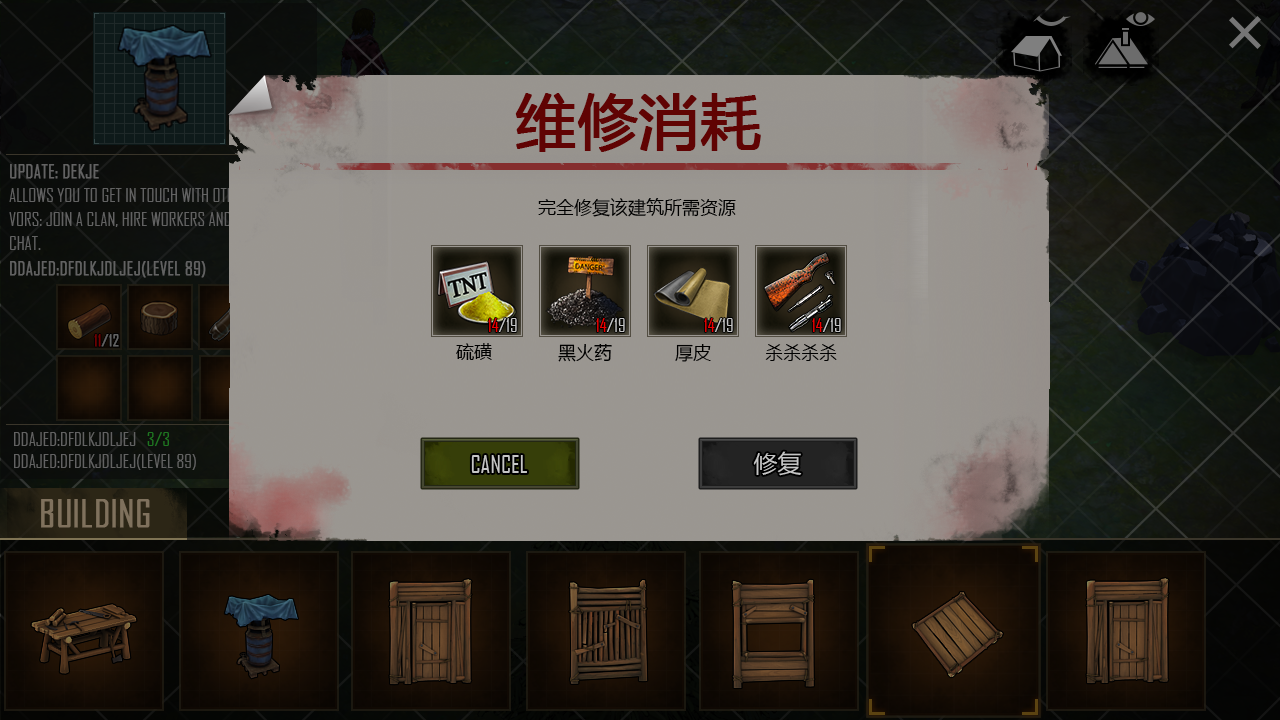 维修消耗
UPDATE: DEKJE
ALLOWS YOU TO GET IN TOUCH WITH
VORS: JOIN A CLAN, HIRE WORKERS AND
CHAT.
DDAJED:DFDLKJDLJEJ(LEVEL 89)
11/12
完全修复该建筑所需资源
TNT
DANGER
14/19
14/19
14/19
14/19
硫磺
黑火药
厚皮
杀杀杀杀
DDAJED:DFDLKJDLJEJ 3/3
DDAJED:DFDLKJDLJEJ(LEVEL 89)
CANCEL
修复
BUILDING